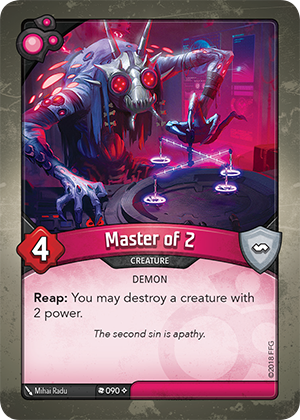 Master of 2
4
CREATURE
DEMON
Reap: You may destroy a creature with
2 power.
The second sin is apathy.
©2018 FFG
Mihai Radu
090